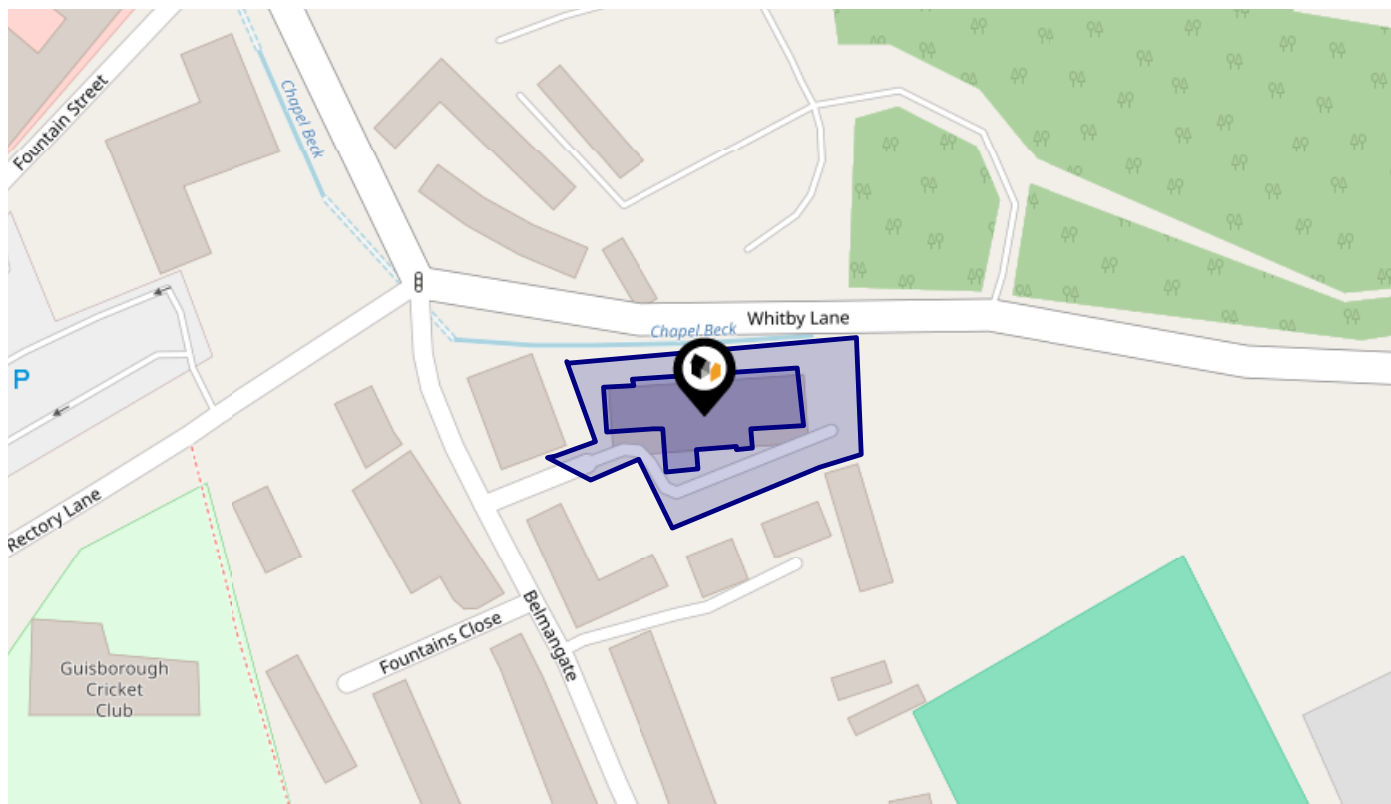 Fountain Street
Chapel Beck
Whitby Lane
Chapel Beck
P
Rectory Lane
Belmangate
Fountains Close
Guisborough
Cricket
Club